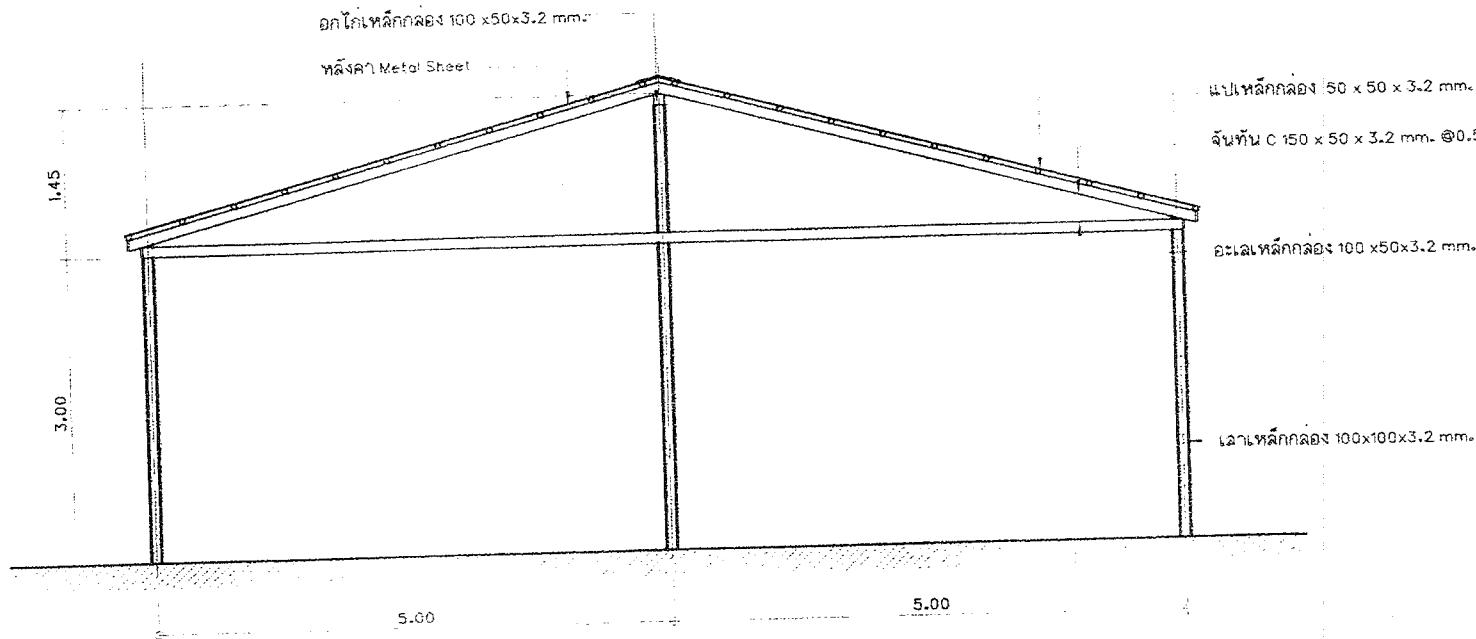 อกไก่เหล็กกล่อง 100 x50x3.2 mm.
หลังคา Metal Sheet
แปเหล็กกล่อง 50 x 50 x 3.2 mm.
จันทัน C 150 x 50 x 3.2 mm. @0.5
1.45
อะเสเหล็กกล่อง 100 x50x3.2 mm.
3.00
เสาเหล็กกล่อง 100x100x3.2 mm.
5.00
5.00